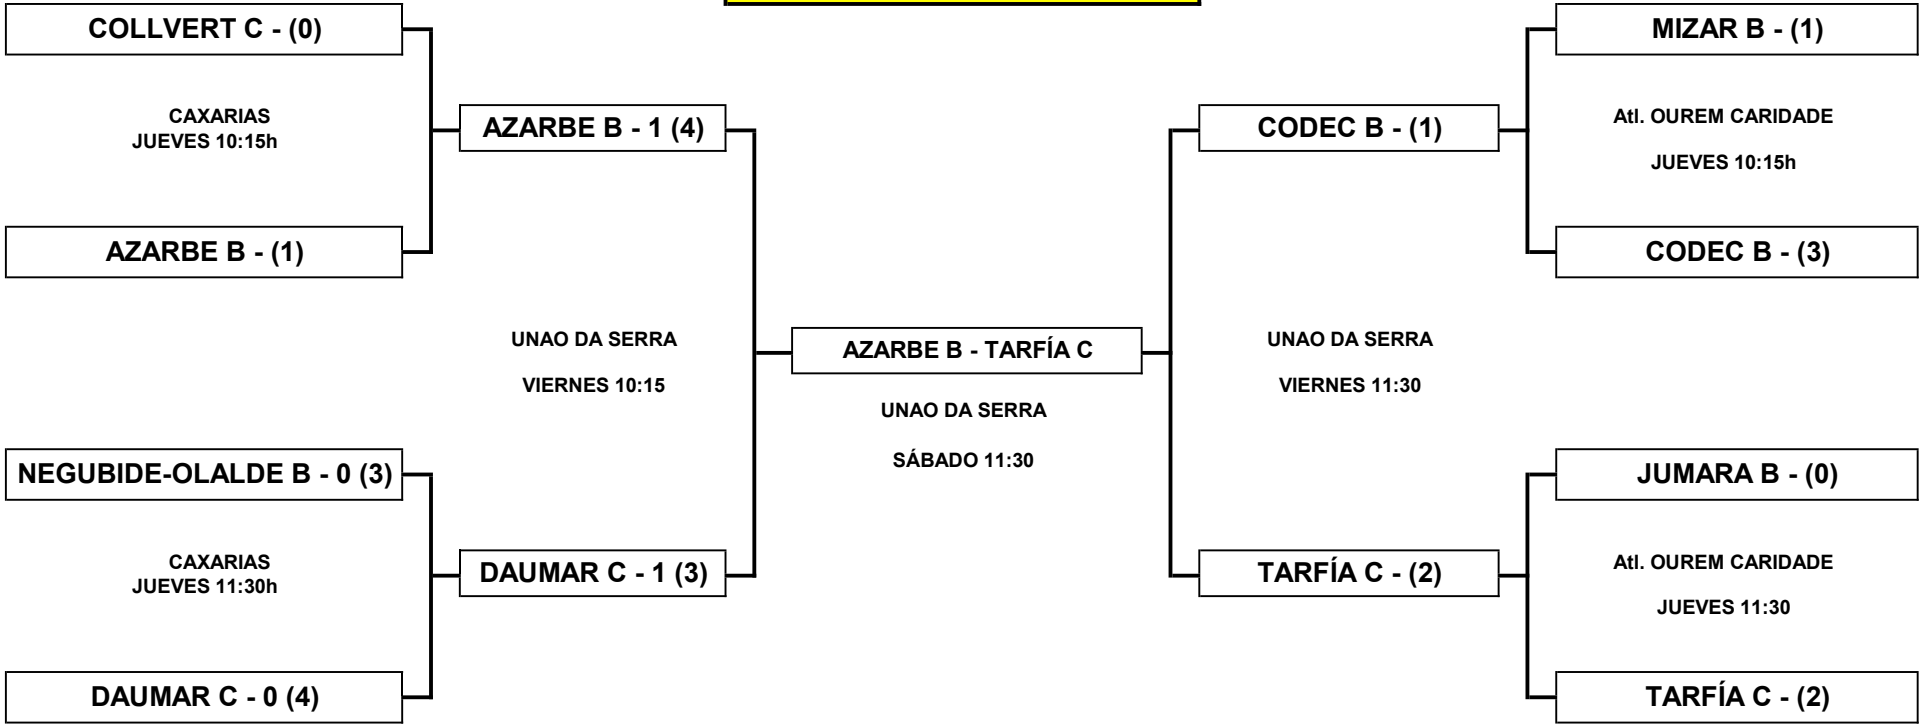 COLLVERT C - (0)
MIZAR B - (1)
CAXARIAS
JUEVES 10:15h
AZARBE B - 1 (4)
CODEC B - (1)
Atl. OUREM CARIDADE
JUEVES 10:15h
AZARBE B - (1)
CODEC B - (3)
UNAO DA SERRA
VIERNES 10:15
AZARBE B - TARFÍA C
UNAO DA SERRA
SÁBADO 11:30
UNAO DA SERRA
VIERNES 11:30
NEGUBIDE-OLALDE B - 0 (3)
JUMARA B - (0)
CAXARIAS
JUEVES 11:30h
DAUMAR C - 1 (3)
TARFÍA C - (2)
Atl. OUREM CARIDADE
JUEVES 11:30
DAUMAR C - 0 (4)
TARFÍA C - (2)